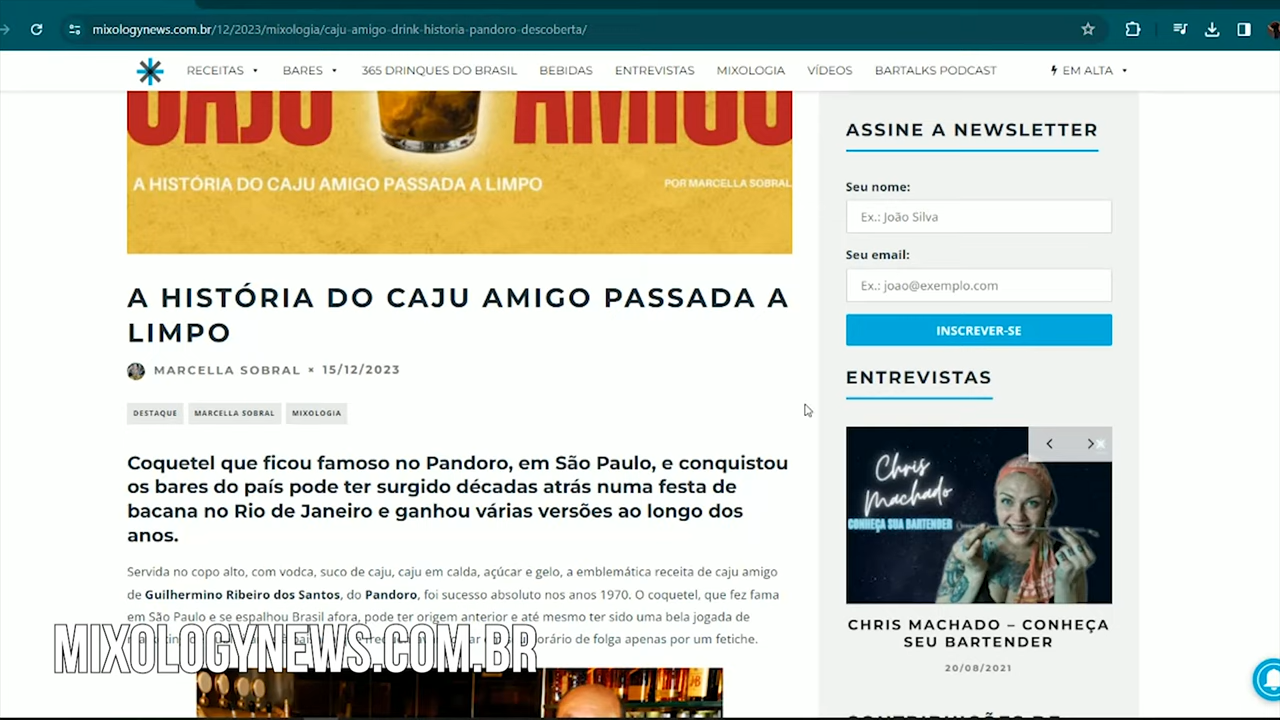 mixologynews.com.br/12/2023/mixologia/caju-amigo-drink-historia-pandoro-descoberta/
RECEITAS BARES 365 DRINQUES DO BRASIL BEBIDAS ENTREVISTAS MIXOLOGIA VÍDEOS BARTALKS PODCAST EM ALTA
CAJU AMIGO
A HISTÓRIA DO CAJU AMIGO PASSADA A LIMPO
POR MARCELLA SOBRAL
A HISTÓRIA DO CAJU AMIGO PASSADA A
LIMPO
MARCELLA SOBRAL × 15/12/2023
DESTAQUE MARCELLA SOBRAL MIXOLOGIA
Coquetel que ficou famoso no Pandoro, em São Paulo, e conquistou
os bares do país pode ter surgido décadas atrás numa festa de
bacana no Rio de Janeiro e ganhou várias versões ao longo dos
anos.
Servida no copo alto, com vodca, suco de caju, caju em calda, açúcar e gelo, a emblemática receita de caju amigo
de Guilhermino Ribeiro dos Santos, do Pandoro, foi sucesso absoluto nos anos 1970. O coquetel, que fez fama
em São Paulo e se espalhou Brasil afora, pode ter origem anterior e até mesmo ter sido uma bela jogada de
horário de folga apenas por um fetiche.
MIXOLOGYNEWS.COM.BR
ASSINE A NEWSLETTER
Seu nome:
Ex.: João Silva
Seu email:
Ex.: joao@exemplo.com
INSCREVER-SE
ENTREVISTAS
Chris
Machado
CONHEÇA SUA BARTENDER
CHRIS MACHADO – CONHEÇA
SEU BARTENDER
20/08/2021